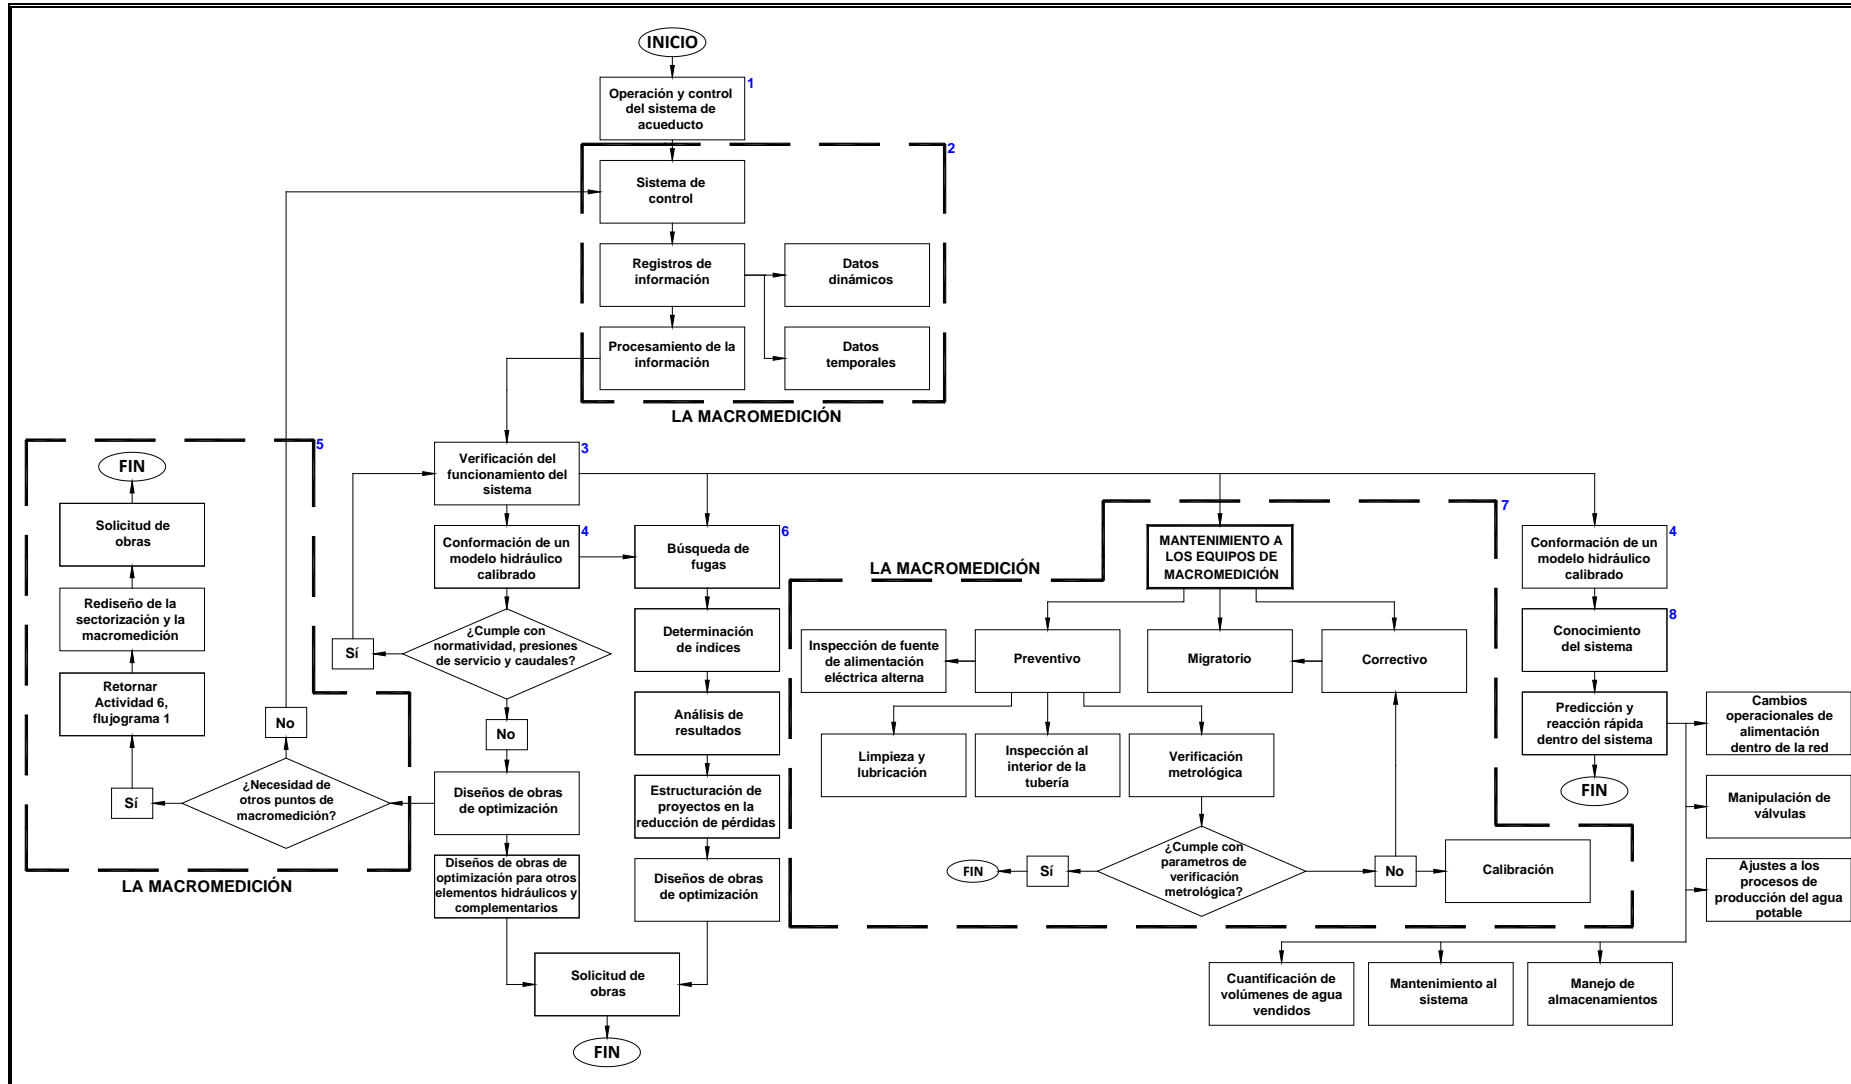 INICIO
1
Operación y control
del sistema de
acueducto
2
Sistema de
control
Registros de
información
Datos
dinámicos
Procesamiento de la
información
Datos
temporales
LA MACROMEDICIÓN
5
FIN
Solicitud de
obras
Rediseño de la
sectorización y la
macromedición
Retornar
Actividad 6,
flujograma 1
No
Sí
¿Necesidad de
otros puntos de
macromedición?
LA MACROMEDICIÓN
3
Verificación del
funcionamiento del
sistema
4
Conformación de un
modelo hidráulico
calibrado
Sí
¿Cumple con
normatividad, presiones
de servicio y caudales?
No
Diseños de obras
de optimización
Diseños de obras de
optimización para otros
elementos hidráulicos y
complementarios
6
Búsqueda de
fugas
Determinación
de índices
Análisis de
resultados
Estructuración de
proyectos en la
reducción de pérdidas
Diseños de obras
de optimización
Solicitud de
obras
FIN
7
LA MACROMEDICIÓN
MANTENIMIENTO A
LOS EQUIPOS DE
MACROMEDICIÓN
Inspección de fuente
de alimentación
eléctrica alterna
Preventivo
Migratorio
Correctivo
Limpieza y
lubricación
Inspección al
interior de la
tubería
Verificación
metrológica
FIN
Sí
¿Cumple con
parametros de
verificación
metrológica?
No
Calibración
4
Conformación de un
modelo hidráulico
calibrado
8
Conocimiento
del sistema
Predicción y
reacción rápida
dentro del sistema
FIN
Cambios
operacionales de
alimentación
dentro de la red
Manipulación de
válvulas
Ajustes a los
procesos de
producción del agua
potable
Cuantificación de
volúmenes de agua
vendidos
Mantenimiento al
sistema
Manejo de
almacenamientos